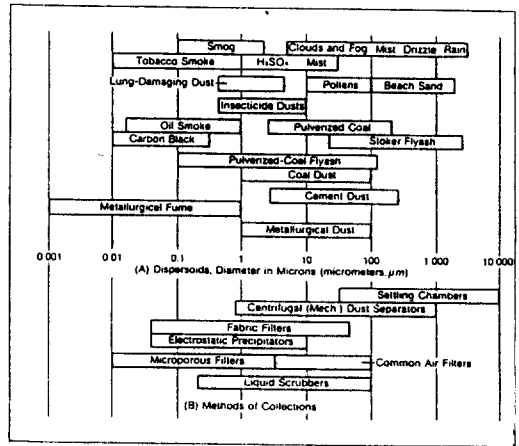 Smog
Clouds and Fog Mist Drizzle Rain
Tobacco Smoke
H₂SO₄ Mist
Lung-Damaging Dust
Pollens
Beach Sand
Insecticide Dusts
Oil Smoke
Pulverized Coal
Carbon Black
Stoker Flyash
Pulverized-Coal Flyash
Coal Dust
Cement Dust
Metallurgical Fume
Metallurgical Dust
0 001 0 01 0.1 1 10 100 1 000 10 000
(A) Dispersoids, Diameter in Microns (micrometers, μm)
Settling Chambers
Centrifugal (Mech ) Dust Separators
Fabric Filters
Electrostatic Precipitators
Microporous Filters
Common Air Filters
Liquid Scrubbers
(B) Methods of Collections